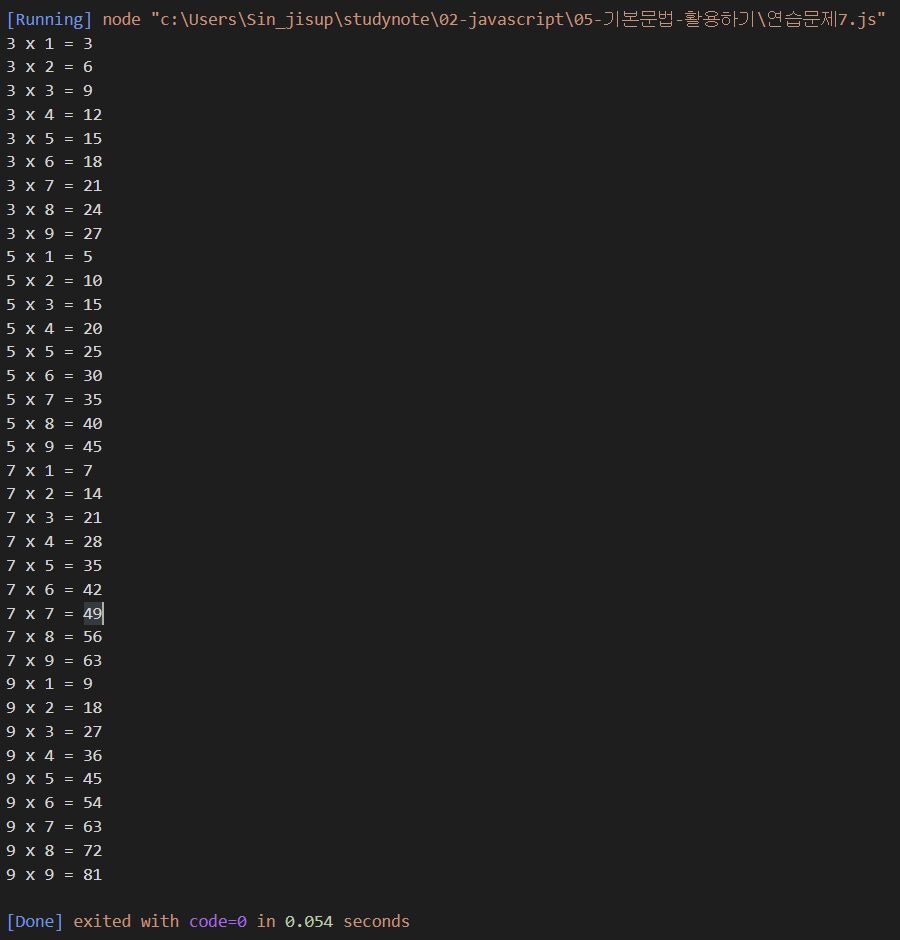 [Running] node "c:\Users\Sin_jisup\studynote\02-javascript\05-기본문법-활용하기\연습문제7.js"
3 x 1 = 3
3 x 2 = 6
3 x 3 = 9
3 x 4 = 12
3 x 5 = 15
3 x 6 = 18
3 x 7 = 21
3 x 8 = 24
3 x 9 = 27
5 x 1 = 5
5 x 2 = 10
5 x 3 = 15
5 x 4 = 20
5 x 5 = 25
5 x 6 = 30
5 x 7 = 35
5 x 8 = 40
5 x 9 = 45
7 x 1 = 7
7 x 2 = 14
7 x 3 = 21
7 x 4 = 28
7 x 5 = 35
7 x 6 = 42
7 x 7 = 49
7 x 8 = 56
7 x 9 = 63
9 x 1 = 9
9 x 2 = 18
9 x 3 = 27
9 x 4 = 36
9 x 5 = 45
9 x 6 = 54
9 x 7 = 63
9 x 8 = 72
9 x 9 = 81
[Done] exited with code=0 in 0.054 seconds